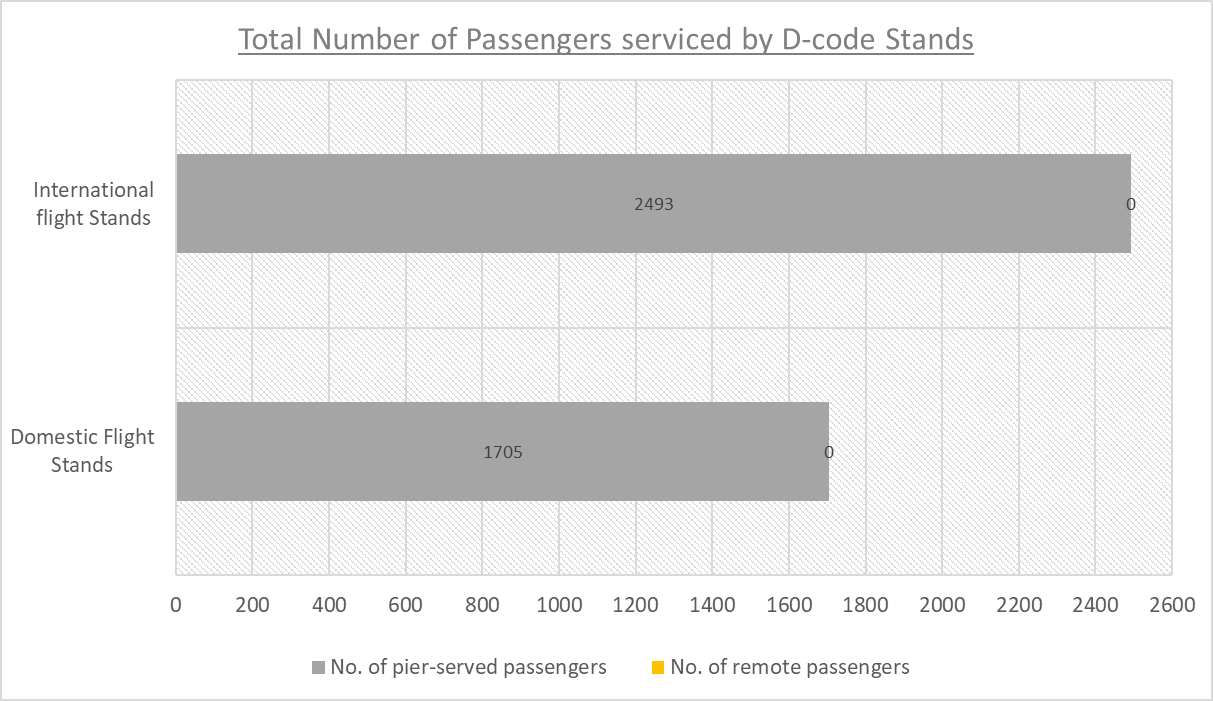 Total Number of Passengers serviced by D-code Stands
International
flight Stands
2493
0
Domestic Flight
Stands
1705
0
0 200 400 600 800 1000 1200 1400 1600 1800 2000 2200 2400 2600
No. of pier-served passengers No. of remote passengers